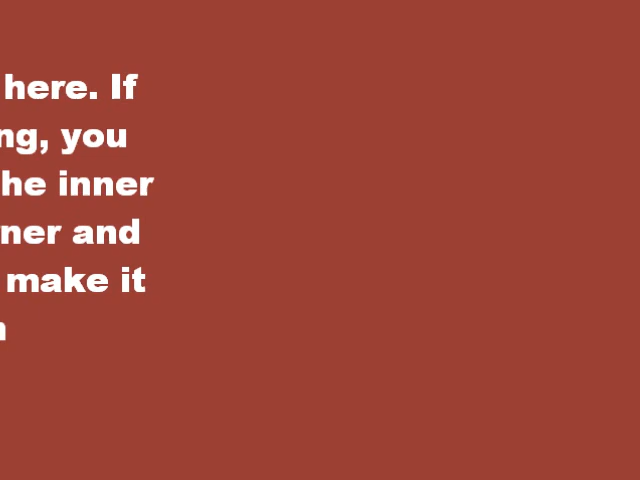 here. If
ng, you
he inner
ner and
make it